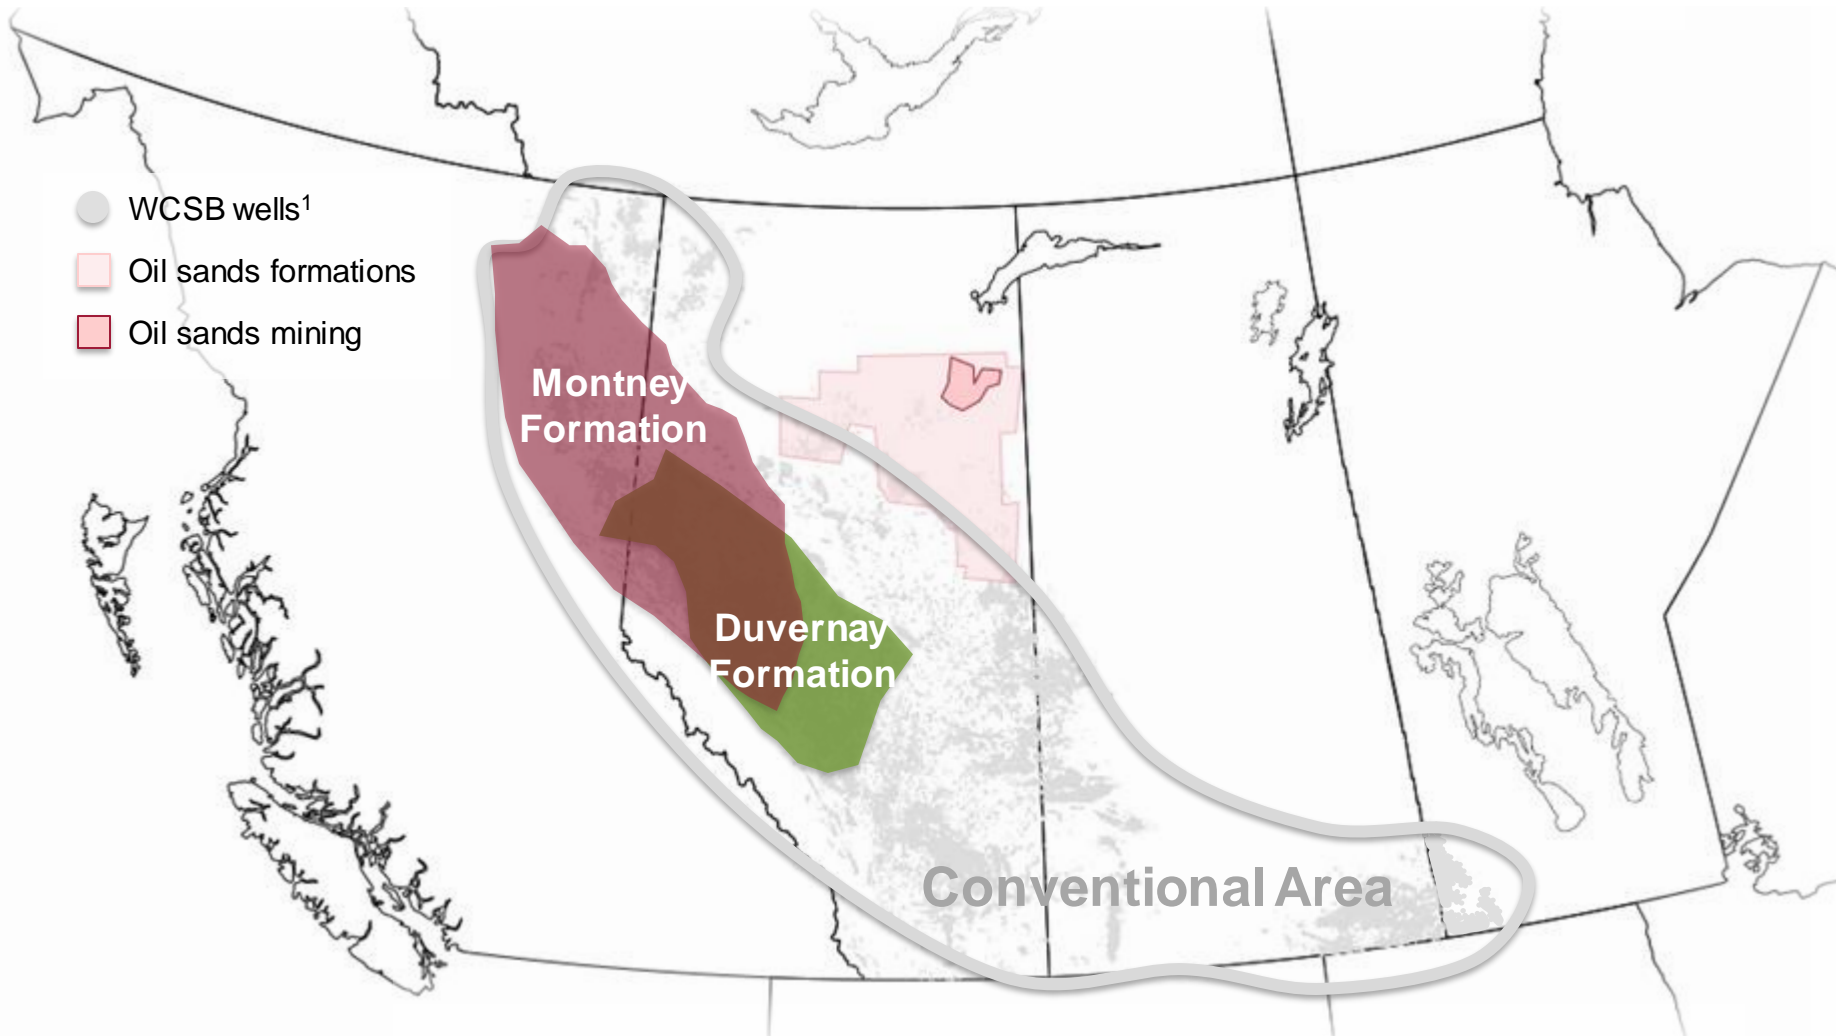 WCSB wells¹
Oil sands formations
Oil sands mining
Montney
Formation
Duvernay
Formation
Conventional Area